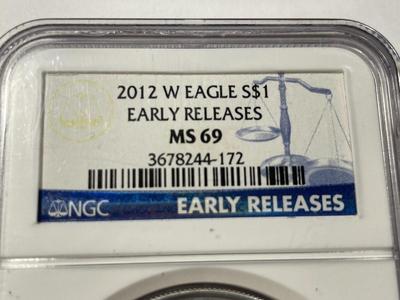 2012 W EAGLE S$1
EARLY RELEASES
MS 69
3678244-172
NGC EARLY RELEASES